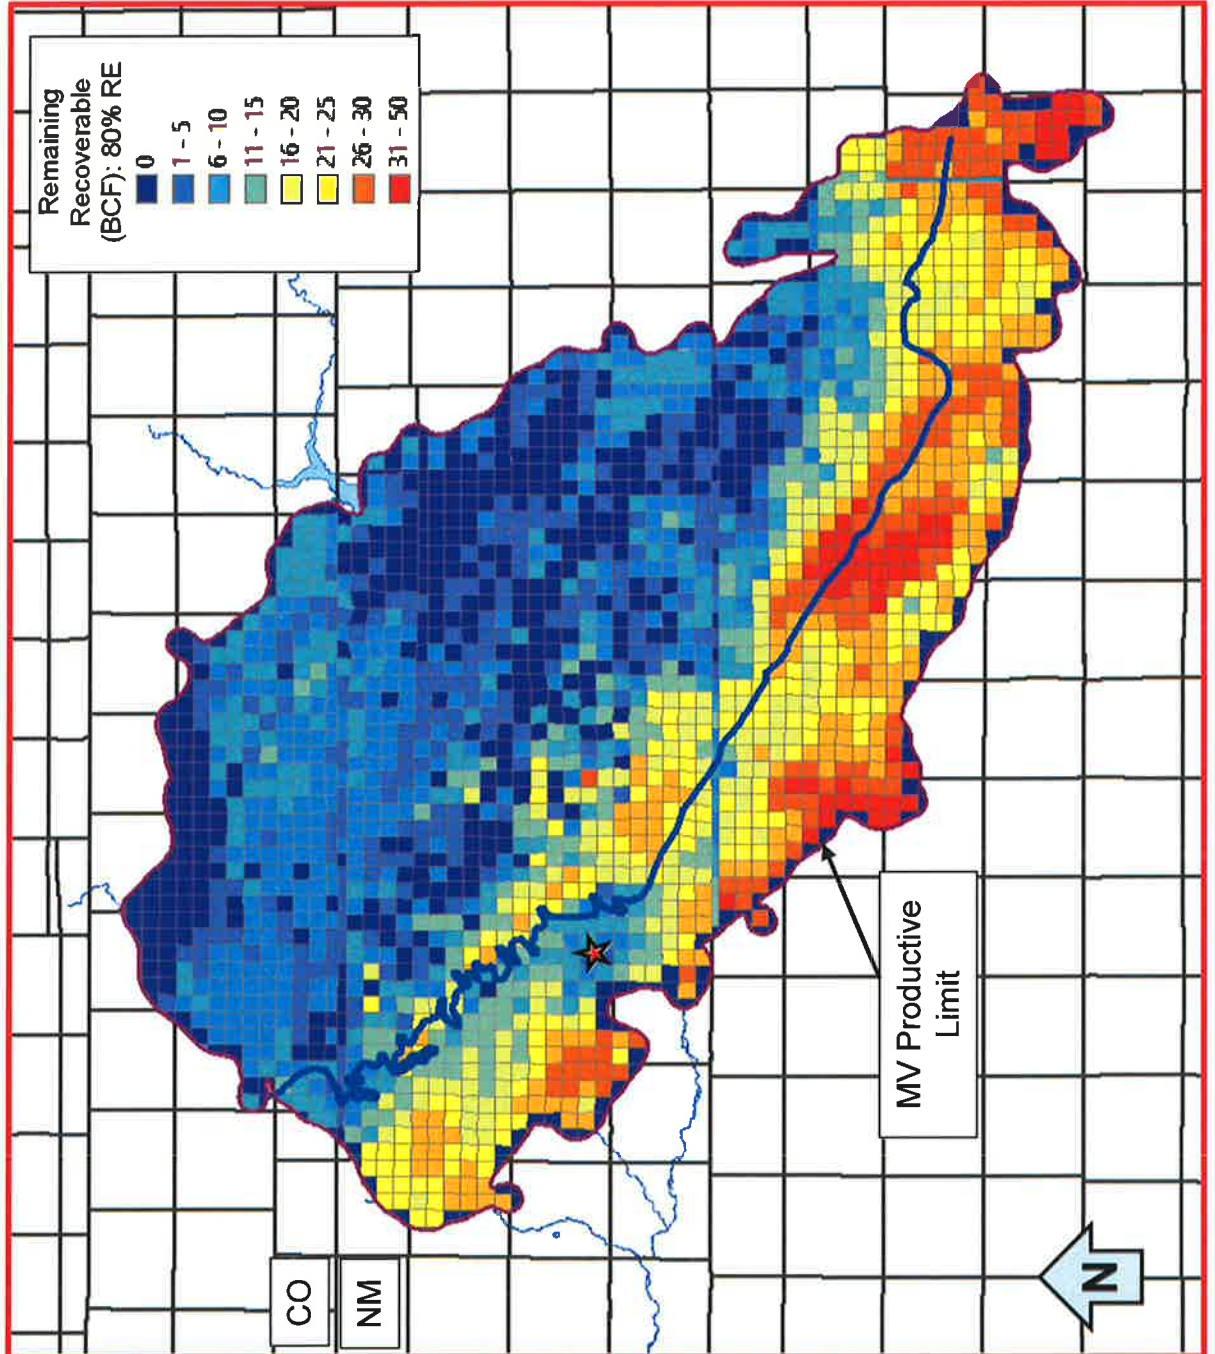 Remaining
Recoverable
(BCF): 80% RE
0
1 - 5
6 - 10
11 - 15
16 - 20
21 - 25
26 - 30
31 - 50
MV Productive
Limit
CO
NM
N